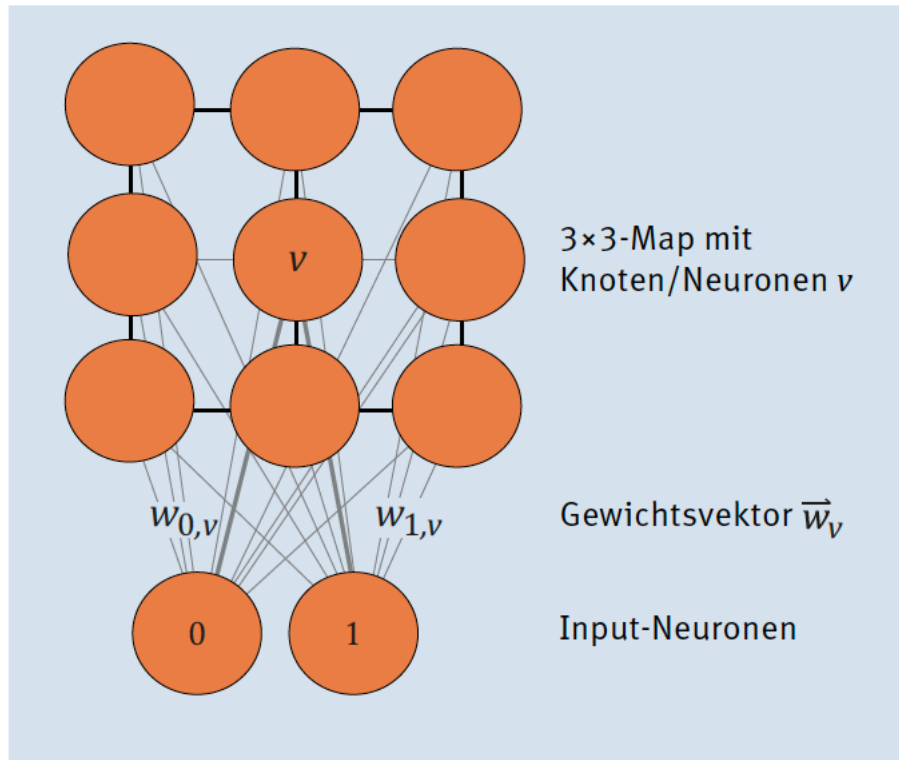 v
3×3-Map mit
Knoten/Neuronen v
w0,v
w1,v
Gewichtsvektor w⃗v
0
1
Input-Neuronen